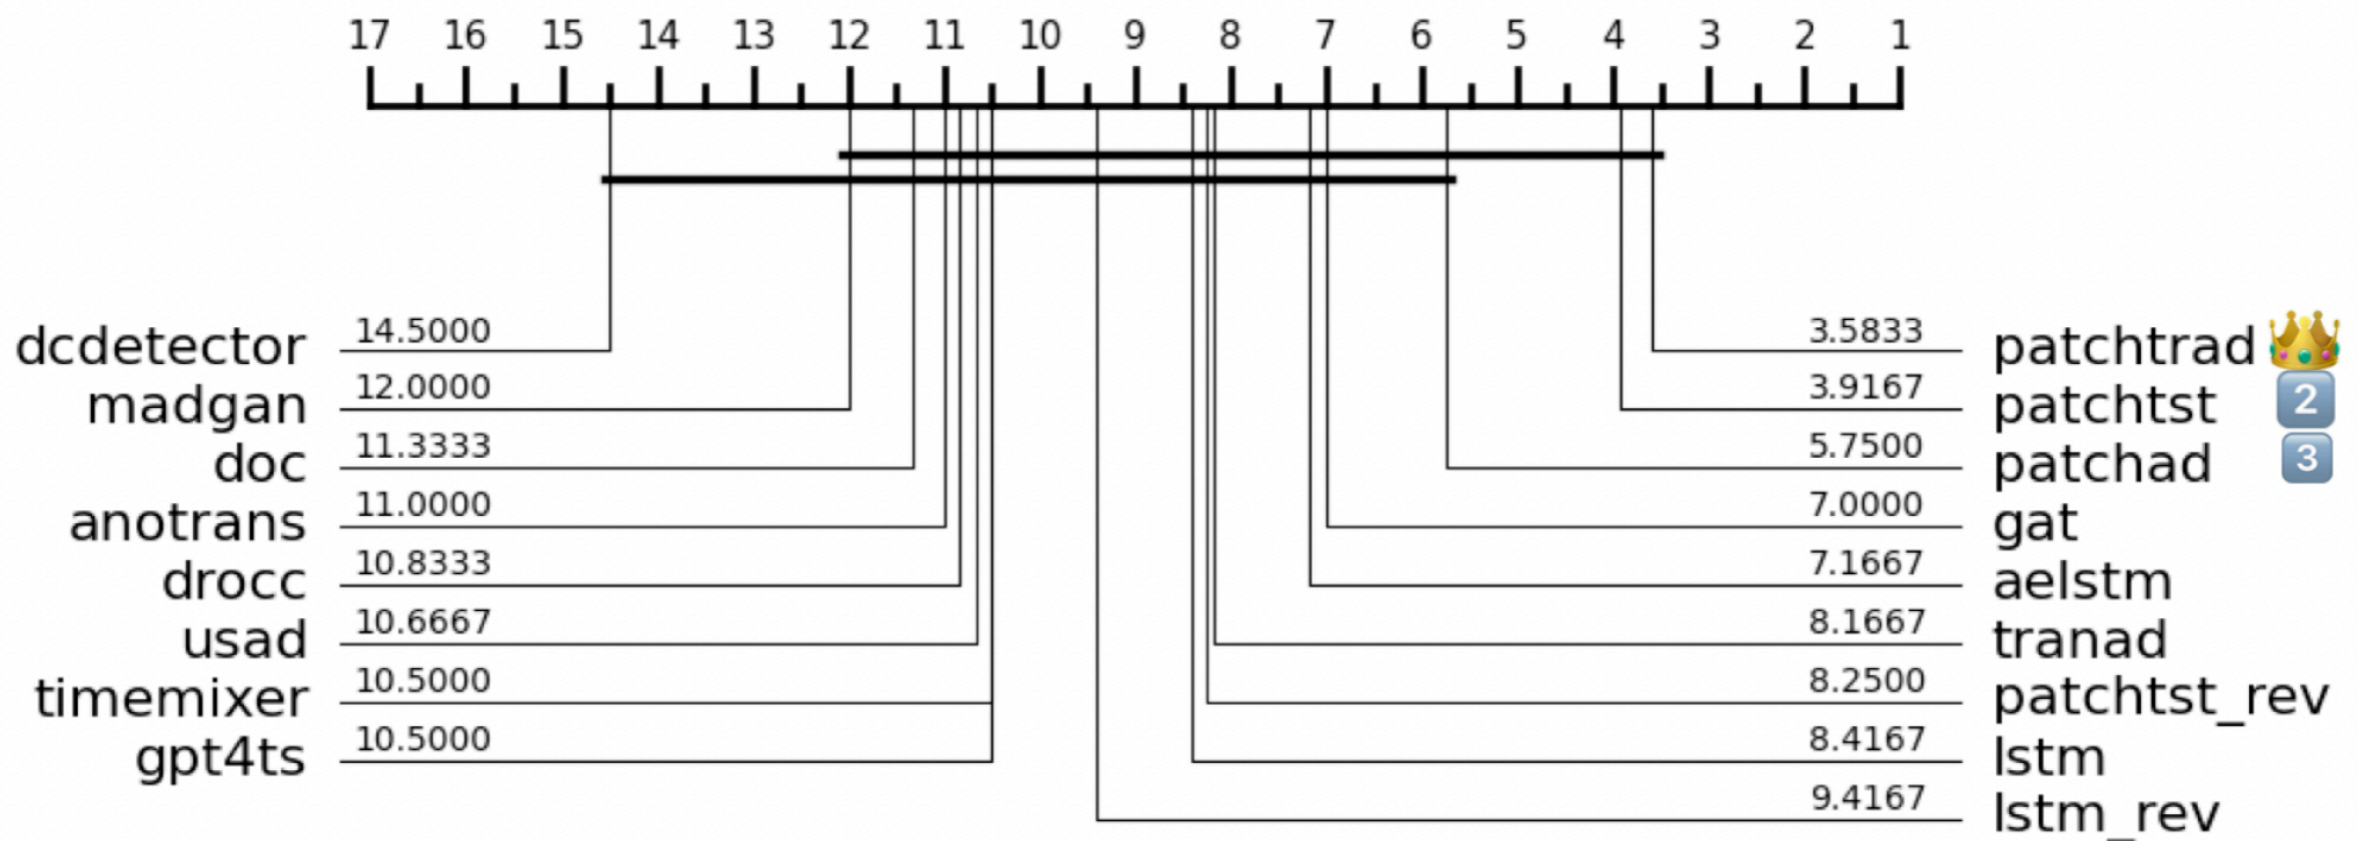 17 16 15 14 13 12 11 10 9 8 7 6 5 4 3 2 1
dcdetector 14.5000 3.5833 patchtrad 👑
madgan 12.0000 3.9167 patchtst 2
doc 11.3333 5.7500 patchad 3
anotrans 11.0000 7.0000 gat
drocc 10.8333 7.1667 aelstm
usad 10.6667 8.1667 tranad
timemixer 10.5000 8.2500 patchtst_rev
gpt4ts 10.5000 8.4167 lstm
9.4167 lstm_rev